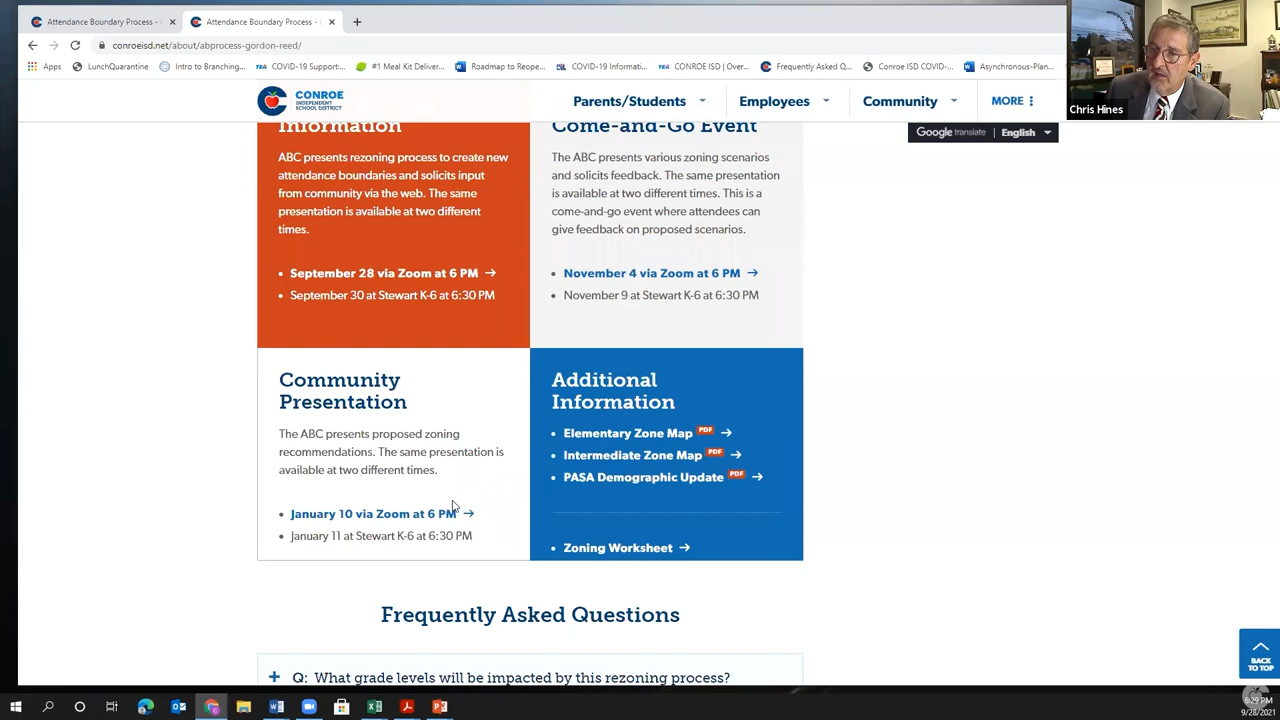 Attendance Boundary Process - C
Attendance Boundary Process - C
conroeisd.net/about/abprocess-gordon-reed/
Apps
LunchQuarantine
Intro to Branching...
TEA
COVID-19 Support:...
#1 Meal Kit Deliver...
Roadmap to Reope...
COVID-19 Informati...
TEA
CONROE ISD | Over...
Frequently Asked Q...
Conroe ISD COVID-...
Asynchronous-Plan...
Chris Hines
CONROE
INDEPENDENT
SCHOOL DISTRICT
Parents/Students
Employees
Community
MORE
Google translate | English
Information
ABC presents rezoning process to create new
attendance boundaries and solicits input
from community via the web. The same
presentation is available at two different
times.
• September 28 via Zoom at 6 PM →
• September 30 at Stewart K-6 at 6:30 PM
Come-and-Go Event
The ABC presents various zoning scenarios
and solicits feedback. The same presentation
is available at two different times. This is a
come-and-go event where attendees can
give feedback on proposed scenarios.
• November 4 via Zoom at 6 PM →
• November 9 at Stewart K-6 at 6:30 PM
Community
Presentation
The ABC presents proposed zoning
recommendations. The same presentation is
available at two different times.
• January 10 via Zoom at 6 PM →
• January 11 at Stewart K-6 at 6:30 PM
Additional
Information
• Elementary Zone Map PDF →
• Intermediate Zone Map PDF →
• PASA Demographic Update PDF →
• Zoning Worksheet →
Frequently Asked Questions
+ Q: What grade levels will be impacted by this rezoning process?
BACK
TO TOP
6:29 PM
9/28/2021